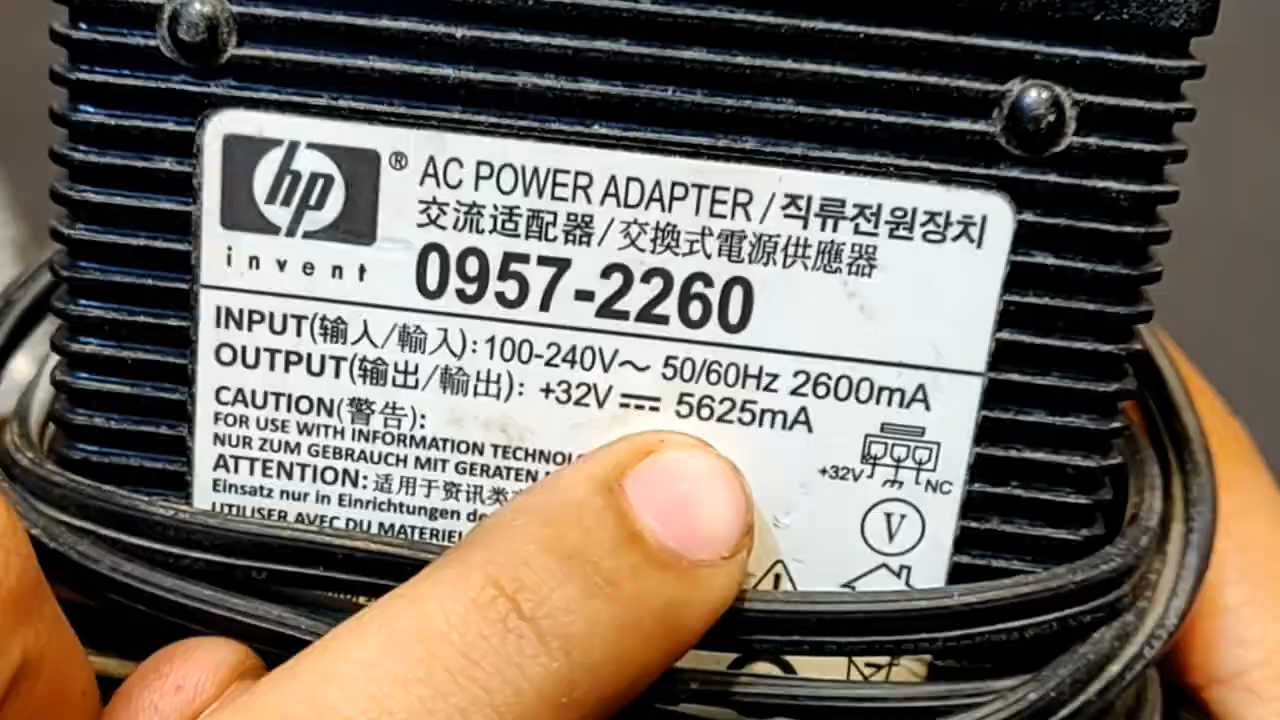 hp ® AC POWER ADAPTER / 직류전원장치
invent 交流适配器/交換式電源供應器
0957-2260
INPUT(输入/輸入): 100-240V～ 50/60Hz 2600mA
OUTPUT(输出/輸出): +32V ⎓ 5625mA
CAUTION(警告):
FOR USE WITH INFORMATION
NUR ZUM GEBRAUCH MIT GERATEN
ATTENTION: 适用于资讯类
Einsatz nur in Einrichtungen
UTILISER AVEC DU
+32V NC
V